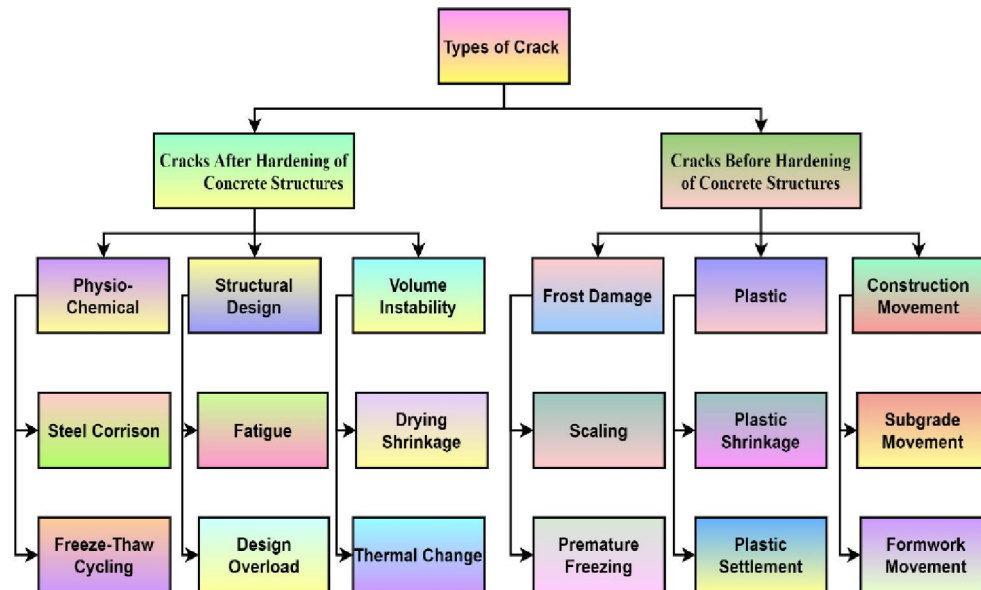 Types of Crack
Cracks After Hardening of
Concrete Structures
Cracks Before Hardening
of Concrete Structures
Physio-
Chemical
Structural
Design
Volume
Instability
Frost Damage
Plastic
Construction
Movement
Steel Corrison
Fatigue
Drying
Shrinkage
Scaling
Plastic
Shrinkage
Subgrade
Movement
Freeze-Thaw
Cycling
Design
Overload
Thermal Change
Premature
Freezing
Plastic
Settlement
Formwork
Movement